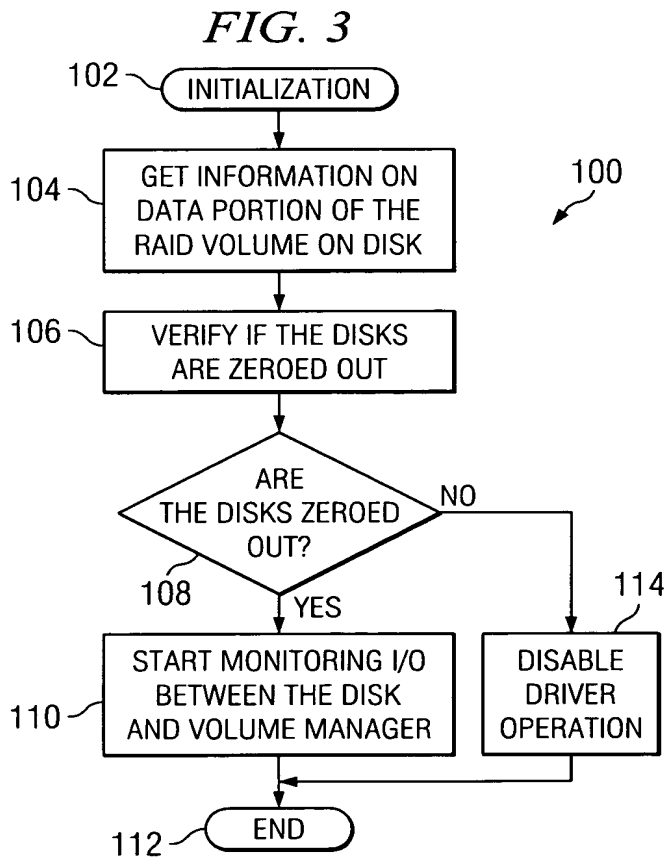 FIG. 3
102
INITIALIZATION
104
GET INFORMATION ON
DATA PORTION OF THE
RAID VOLUME ON DISK
100
106
VERIFY IF THE DISKS
ARE ZEROED OUT
ARE
THE DISKS ZEROED
OUT?
NO
108
YES
114
110
START MONITORING I/O
BETWEEN THE DISK
AND VOLUME MANAGER
DISABLE
DRIVER
OPERATION
112
END